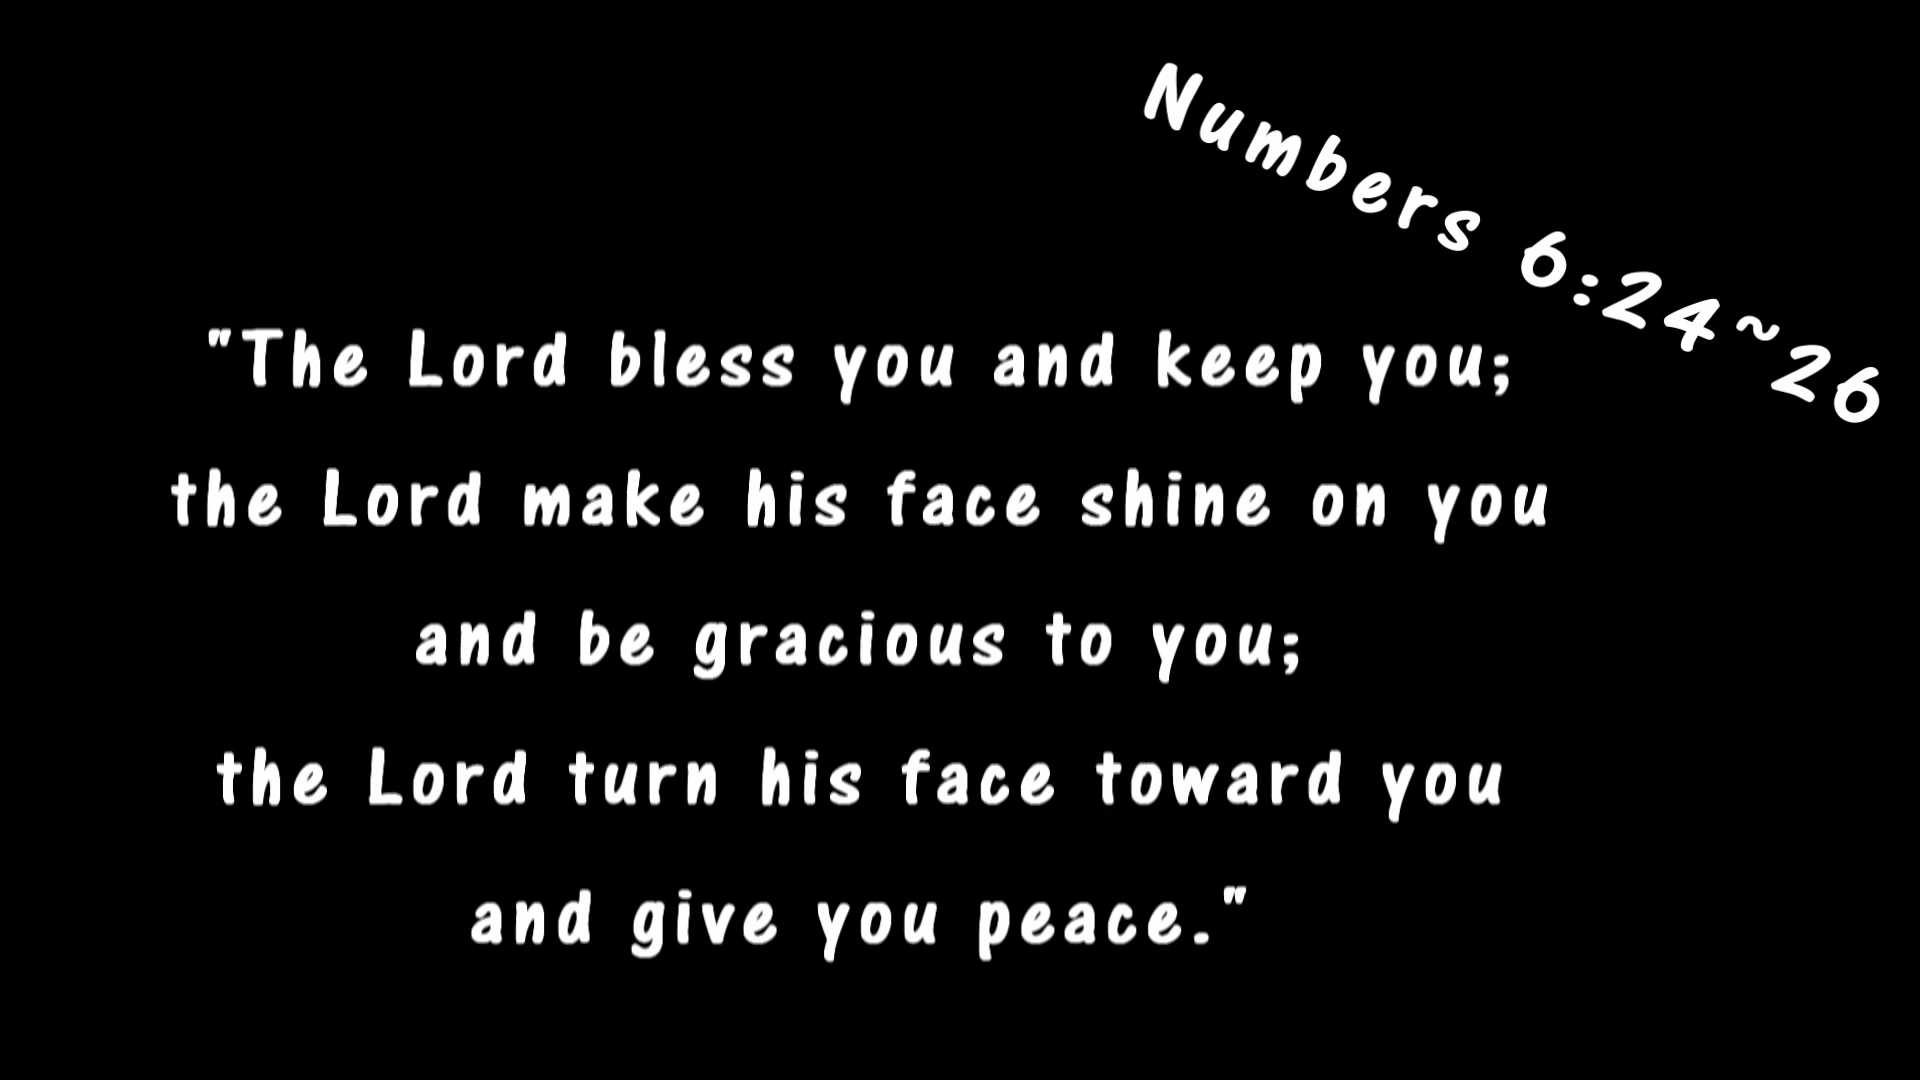 Numbers 6:24~26
"The Lord bless you and keep you;
the Lord make his face shine on you
and be gracious to you;
the Lord turn his face toward you
and give you peace."